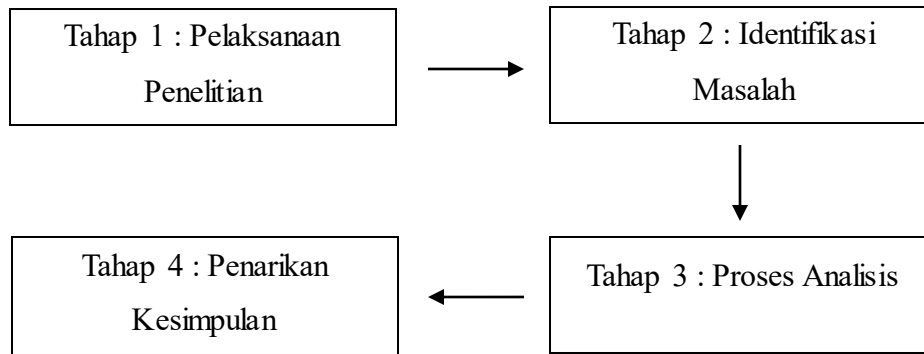 Tahap 1 : Pelaksanaan
Penelitian
Tahap 2 : Identifikasi
Masalah
Tahap 3 : Proses Analisis
Tahap 4 : Penarikan
Kesimpulan